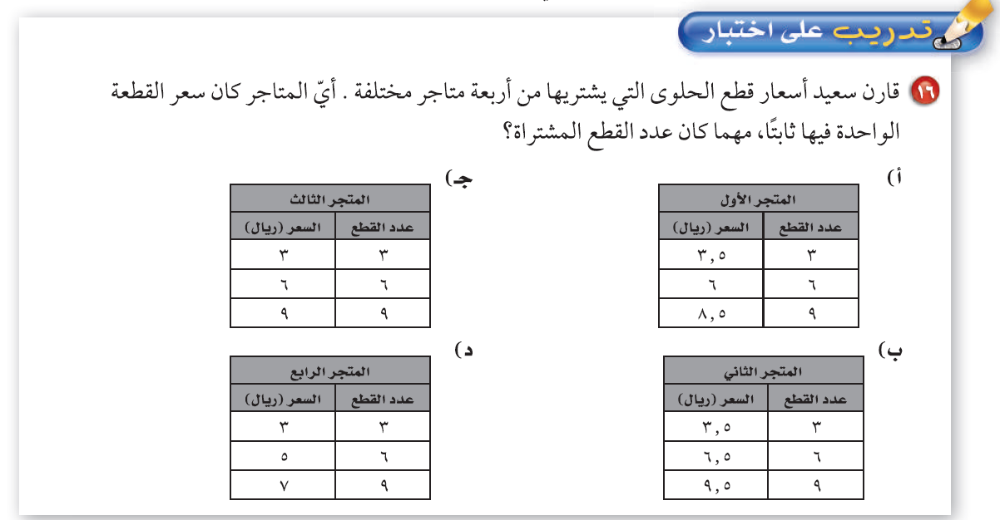 تدريب على اختبار
١٦ قارن سعيد أسعار قطع الحلوى التي يشتريها من أربعة متاجر مختلفة . أيّ المتاجر كان سعر القطعة
الواحدة فيها ثابتًا، مهما كان عدد القطع المشتراة؟
أ)
المتجر الأول
عدد القطع السعر (ريال)
٣ ٣,٥
٦ ٦
٩ ٨,٥
ب)
المتجر الثاني
عدد القطع السعر (ريال)
٣ ٣,٥
٦ ٦,٥
٩ ٩,٥
جـ)
المتجر الثالث
عدد القطع السعر (ريال)
٣ ٣
٦ ٦
٩ ٩
د)
المتجر الرابع
عدد القطع السعر (ريال)
٣ ٣
٦ ٥
٩ ٧